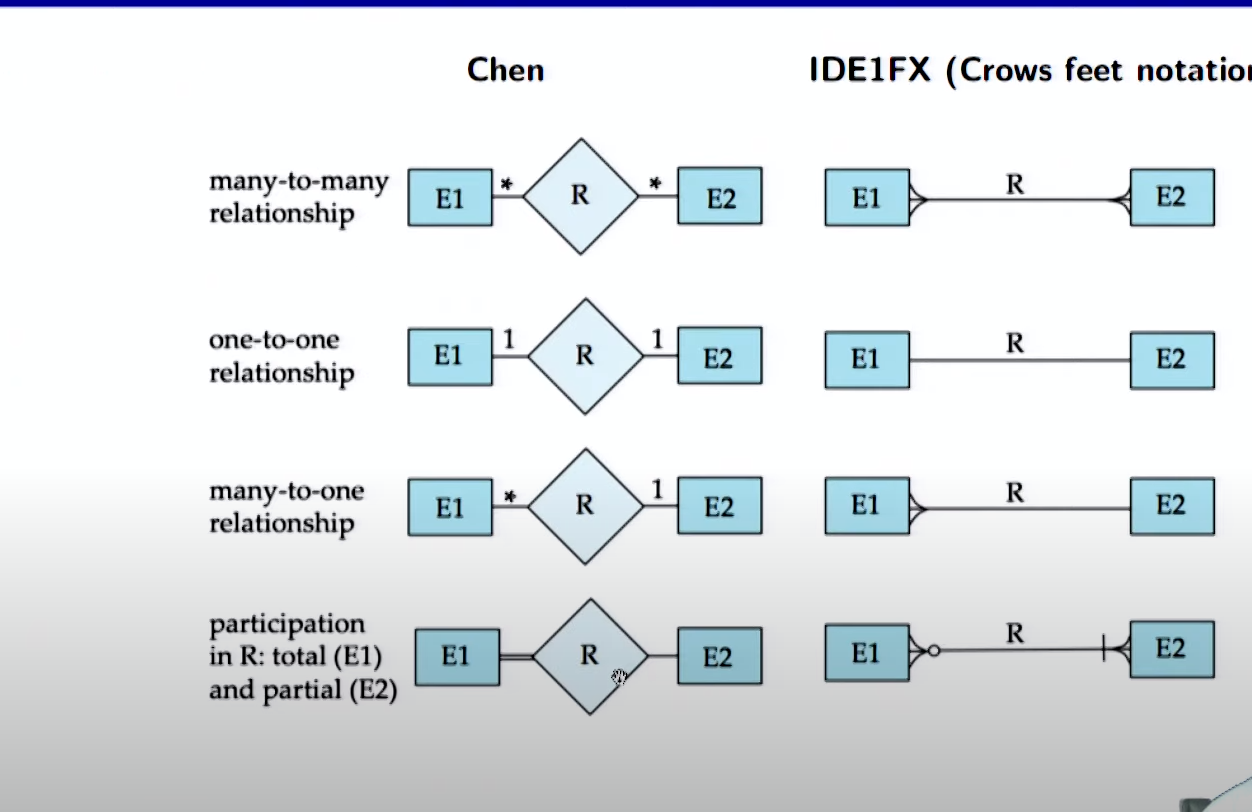 Chen
IDE1FX (Crows feet notation
many-to-many
relationship
E1 * R * E2
E1 R E2
one-to-one
relationship
E1 1 R 1 E2
E1 R E2
many-to-one
relationship
E1 * R 1 E2
E1 R E2
participation
in R: total (E1)
and partial (E2)
E1 R E2
E1 R E2